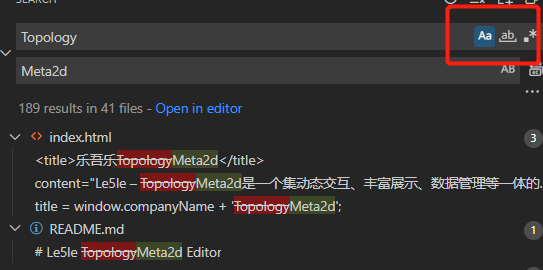 SEARCH
Topology
Aa
ab
Meta2d
AB
189 results in 41 files - Open in editor
index.html
3
<title>乐吾乐TopologyMeta2d</title>
content="Le5le – TopologyMeta2d是一个集动态交互、丰富展示、数据管理等一体的...
title = window.companyName + 'TopologyMeta2d';
README.md
1
# Le5le TopologyMeta2d Editor